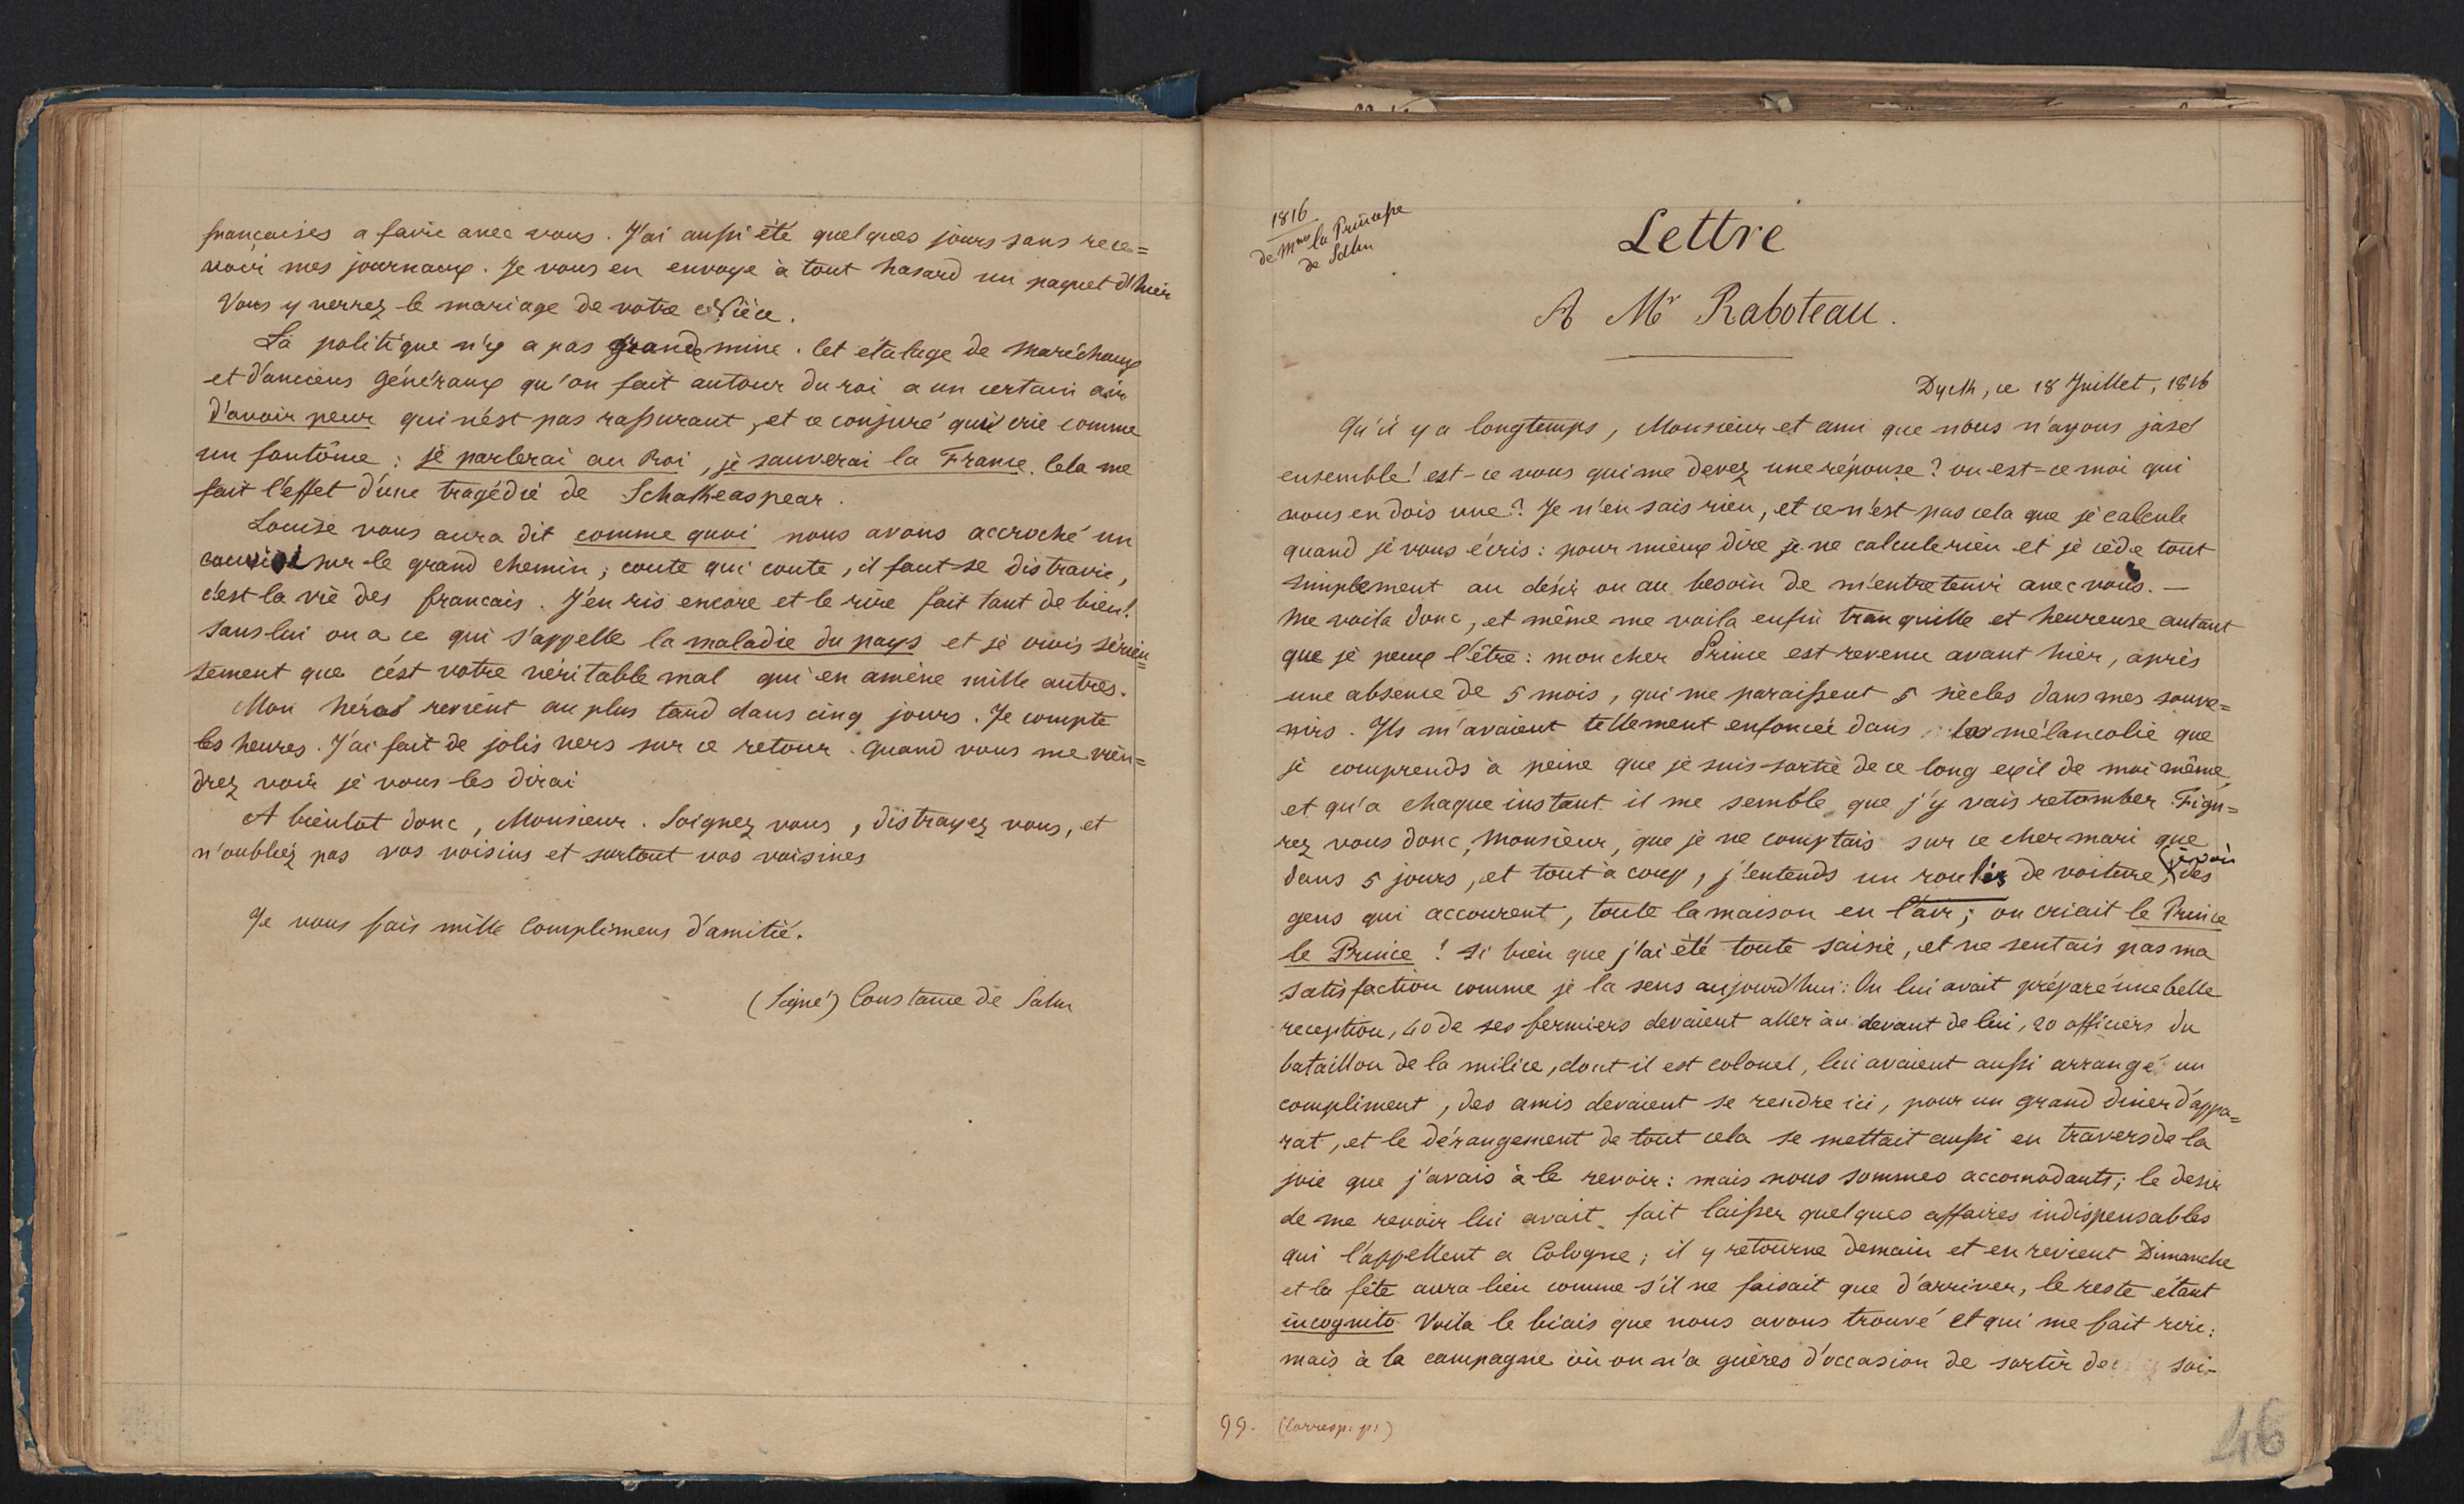 françaises a faire avec vous. J'ai aussi été quelques jours sans rece=
voir mes journaux. Je vous en envoye à tout hasard un paquet d'hier
Vous y verrez le mariage de votre Nièce.
La politique n'y a pas grande mine. Cet étalage de Maréchaux
et d'anciens Généraux qu'on fait autour du roi a un certain air
d'avoir peur qui n'est pas rassurant, et ce conjuré qui crie comme
un fantôme : je parlerai au Roi, je sauverai la France. Cela me
fait l'effet d'une tragédie de Schakeaspear.
Louise vous aura dit comme quoi nous avons accroché un
sur le grand chemin ; coute qui coute, il faut se distraire,
c'est la vie des francais. J'en ris encore et le rire fait tant de bien!
Sans lui on a ce qui s'appelle la maladie du pays et je crois sérieu=
sement que c'est votre véritable mal qui en amène mille autres.
Mon héros revient au plus tard dans cinq jours. Je compte
les heures. J'ai fait de jolis vers sur ce retour. Quand vous me vien=
drez voir je vous les dirai
A bientot donc, Monsieur. Soignez vous, distrayez vous, et
n'oubliez pas vos voisins et surtout vos voisines
Je vous fais mille complimens d'amitié.
(Signé) Constance de Salm
1816
de Mme la Princesse
de Salm
Lettre
A Mr Raboteau.
Dyck, ce 18 Juillet, 1816
Qu'il y a longtemps, Monsieur et ami que nous n'ayons jasé
ensemble! est-ce vous qui me devez une réponse? ou est=ce moi qui
vous en dois une? Je n'en sais rien, et ce n'est pas cela que je calcule
quand je vous écris : pour mieux dire je ne calcule rien et je cède tout
simplement au désir ou au besoin de m'entretenir avec vous. —
Me voila donc, et même me voila enfin tranquille et heureuse autant
que je peux l'être : mon cher Prince est revenu avant hier, après
une absence de 5 mois, qui me paraissent 5 siècles dans mes souve=
nirs. Ils m'avaient tellement enfoncée dans la mélancolie que
je comprends à peine que je suis sortie de ce long exil de moi même,
et qu'a chaque instant il me semble que j'y vais retomber. Figu=
rez vous donc, Monsieur, que je ne comptais sur ce cher mari que
dans 5 jours, et tout à coup, j'entends un roulis de voiture, (je vois) des
gens qui accourent, toute la maison en l'air ; on criait le Prince
le Prince ! Si bien que j'ai été toute saisie, et ne sentais pas ma
satisfaction comme je la sens aujourd'hui : On lui avait préparé une belle
reception, 40 de ses fermiers devaient aller au devant de lui, 20 officiers du
bataillon de la milice, dont il est colonel, lui avaient aussi arrangé un
compliment, des amis devaient se rendre ici, pour un grand diner d'appa=
rat, et le dérangement de tout cela se mettait aussi en travers de la
joie que j'avais à le revoir : mais nous sommes accomodants ; le desir
de me revoir lui avait fait laisser quelques affaires indispensables
qui l'appellent a Cologne ; il y retourne demain et en revient Dimanche
et la fête aura lieu comme s'il ne faisait que d'arriver, le reste étant
incognito Voila le biais que nous avons trouvé et qui me fait rire :
mais à la campagne où on n'a guères d'occasion de sortir de soi-
99. (Corresp. pi)
46